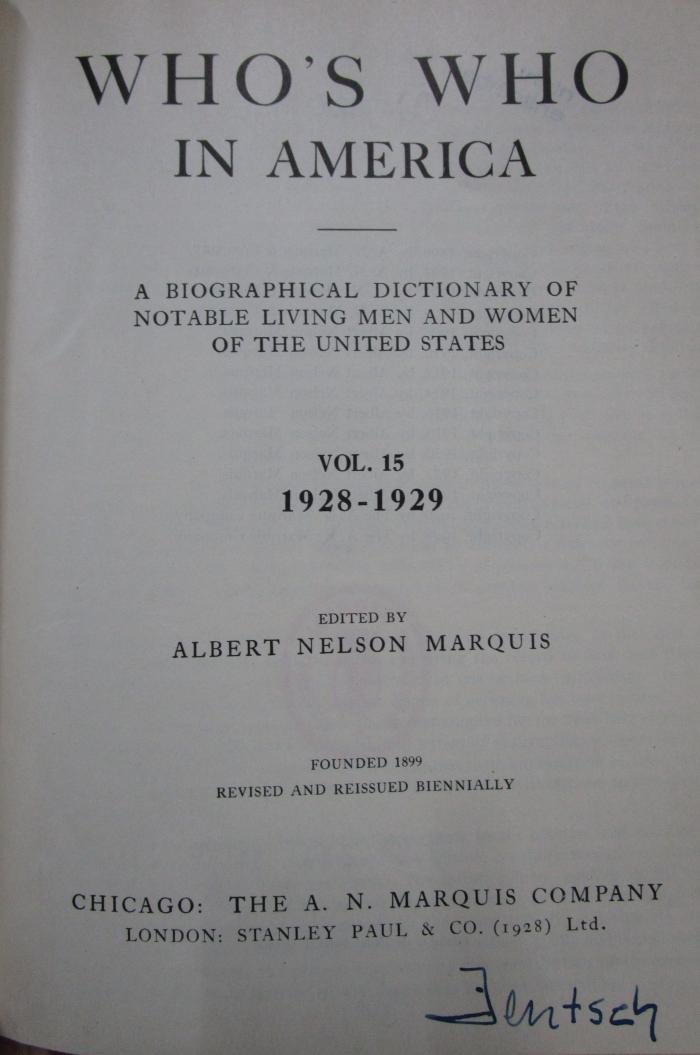 WHO'S WHO
IN AMERICA
A BIOGRAPHICAL DICTIONARY OF
NOTABLE LIVING MEN AND WOMEN
OF THE UNITED STATES
VOL. 15
1928-1929
EDITED BY
ALBERT NELSON MARQUIS
FOUNDED 1899
REVISED AND REISSUED BIENNIALLY
CHICAGO: THE A. N. MARQUIS COMPANY
LONDON: STANLEY PAUL & CO. (1928) Ltd.
Jentsch